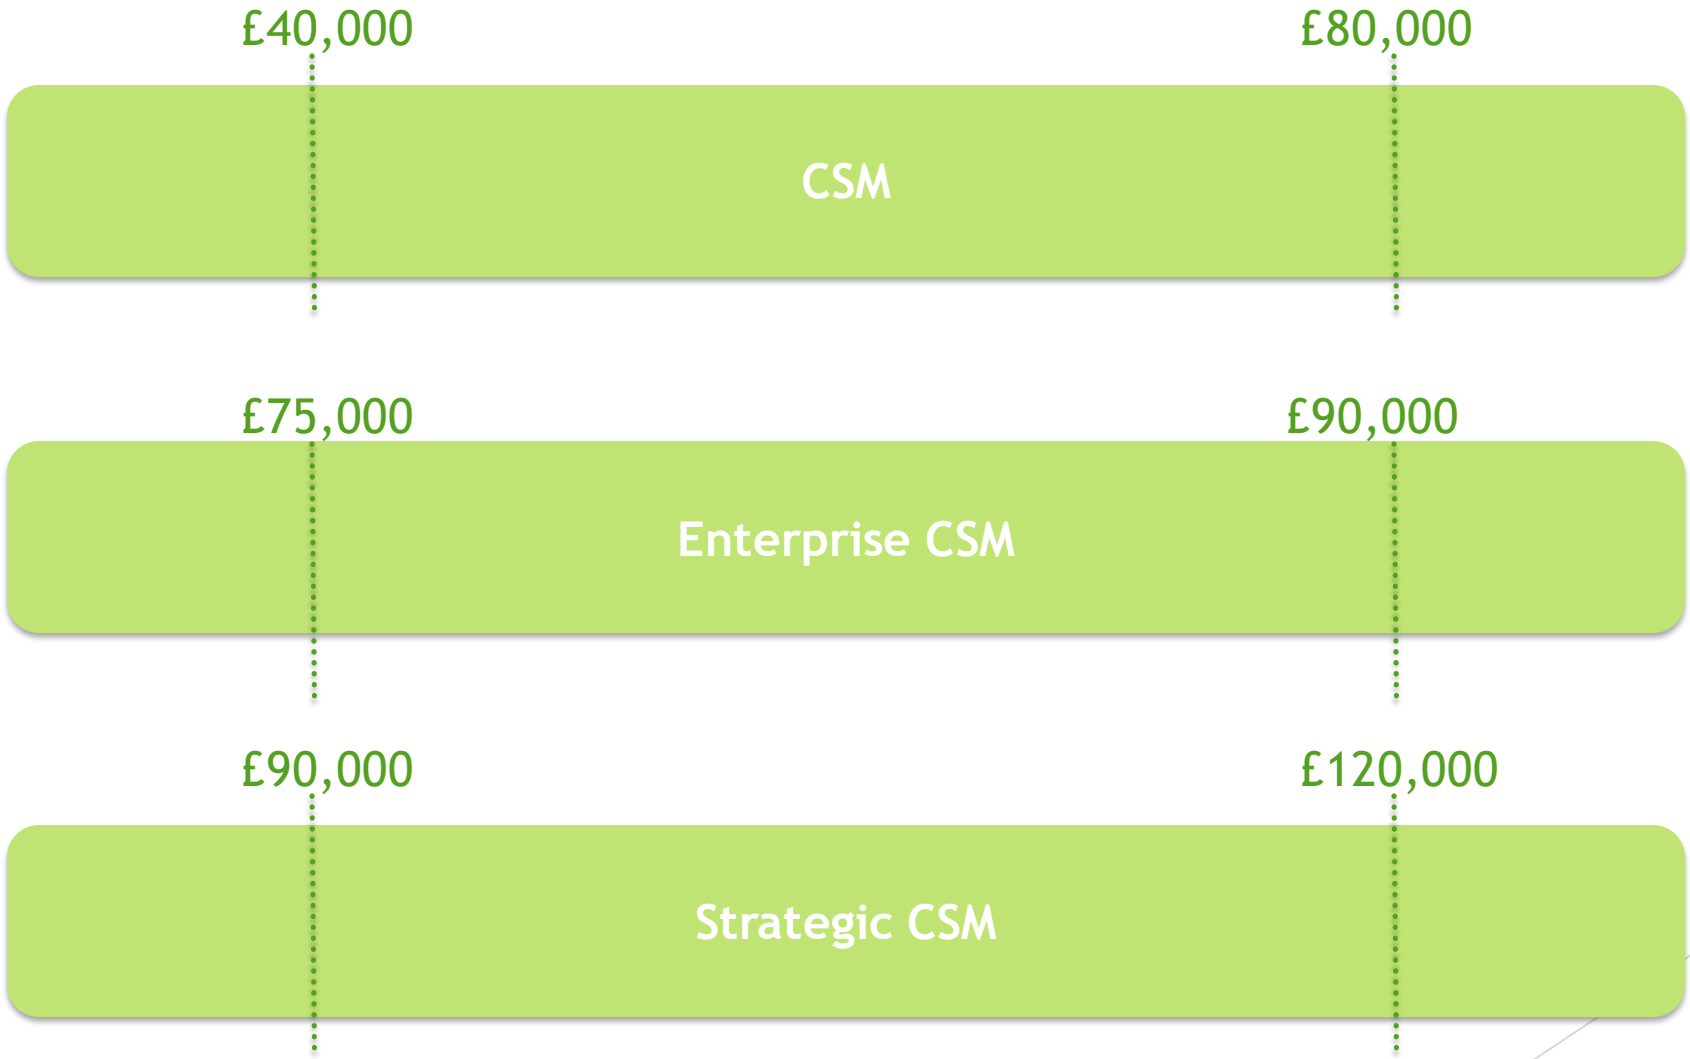 £40,000 £80,000
CSM
£75,000 £90,000
Enterprise CSM
£90,000 £120,000
Strategic CSM